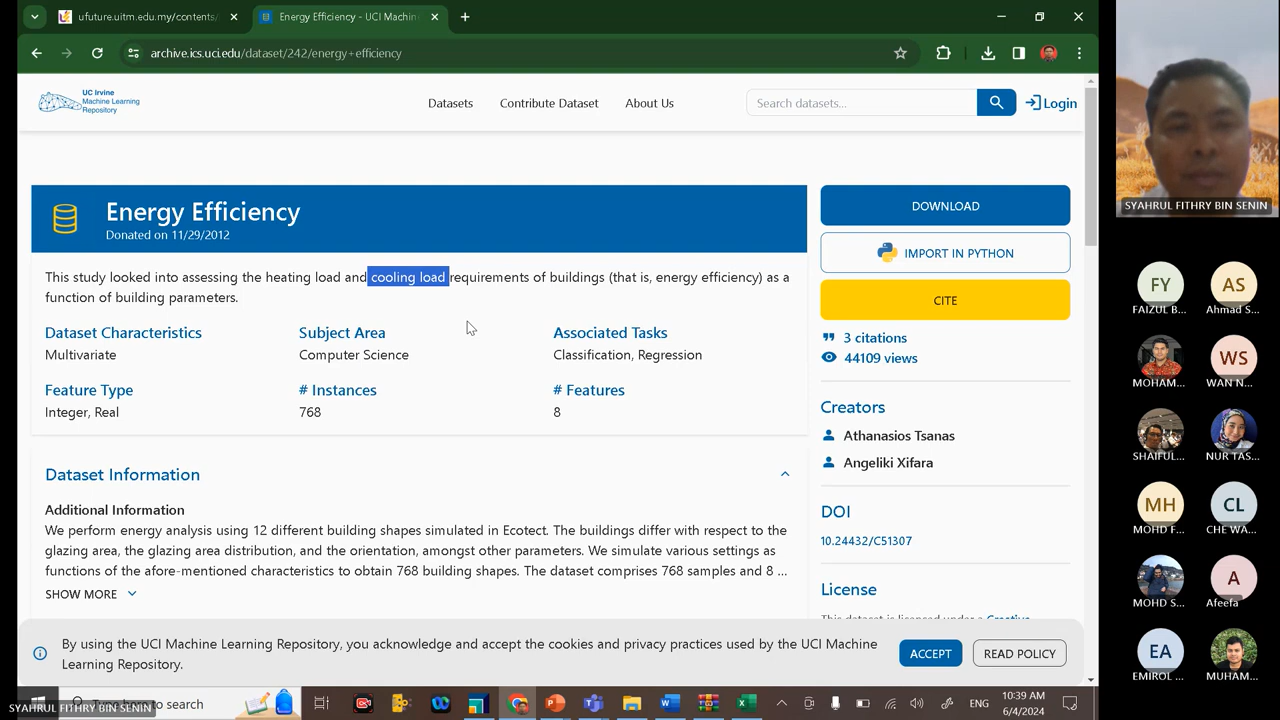 ufuture.uitm.edu.my/contents/
Energy Efficiency - UCI Machin
archive.ics.uci.edu/dataset/242/energy+efficiency
UC Irvine
Machine Learning
Repository
Datasets
Contribute Dataset
About Us
Search datasets...
Login
Energy Efficiency
Donated on 11/29/2012
This study looked into assessing the heating load and cooling load requirements of buildings (that is, energy efficiency) as a
function of building parameters.
Dataset Characteristics
Subject Area
Associated Tasks
Multivariate
Computer Science
Classification, Regression
Feature Type
# Instances
# Features
Integer, Real
768
8
Dataset Information
Additional Information
We perform energy analysis using 12 different building shapes simulated in Ecotect. The buildings differ with respect to the
glazing area, the glazing area distribution, and the orientation, amongst other parameters. We simulate various settings as
functions of the afore-mentioned characteristics to obtain 768 building shapes. The dataset comprises 768 samples and 8 ...
SHOW MORE
DOWNLOAD
IMPORT IN PYTHON
CITE
3 citations
44109 views
Creators
Athanasios Tsanas
Angeliki Xifara
DOI
10.24432/C51307
License
This dataset is licensed under a Creative
By using the UCI Machine Learning Repository, you acknowledge and accept the cookies and privacy practices used by the UCI Machine
Learning Repository.
ACCEPT
READ POLICY
Type here to search
SYAHRUL FITHRY BIN SENIN
ENG
10:39 AM
6/4/2024
SYAHRUL FITHRY BIN SENIN
FY
AS
FAIZUL B...
Ahmad S...
WS
MOHAM...
WAN N...
SHAIFUL...
NUR TAS...
MH
CL
MOHD F...
CHE WA...
A
MOHD S...
Afeefa
EA
EMIROL ...
MUHAM...